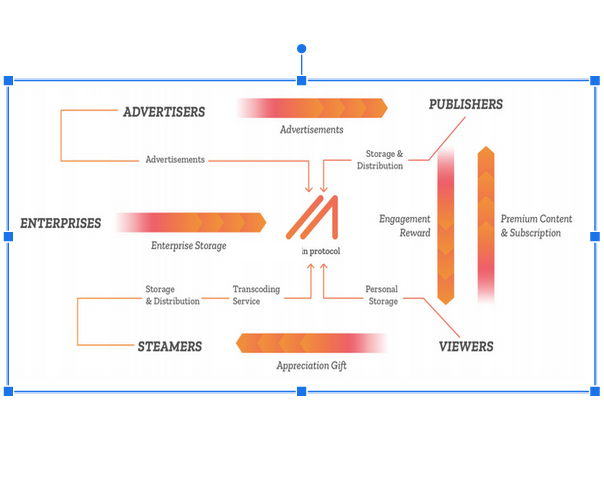 ADVERTISERS
PUBLISHERS
Advertisements
Advertisements
Storage &
Distribution
ENTERPRISES
Enterprise Storage
Engagement
Reward
Premium Content
& Subscription
in protocol
Storage
& Distribution
Transcoding
Service
Personal
Storage
STEAMERS
VIEWERS
Appreciation Gift